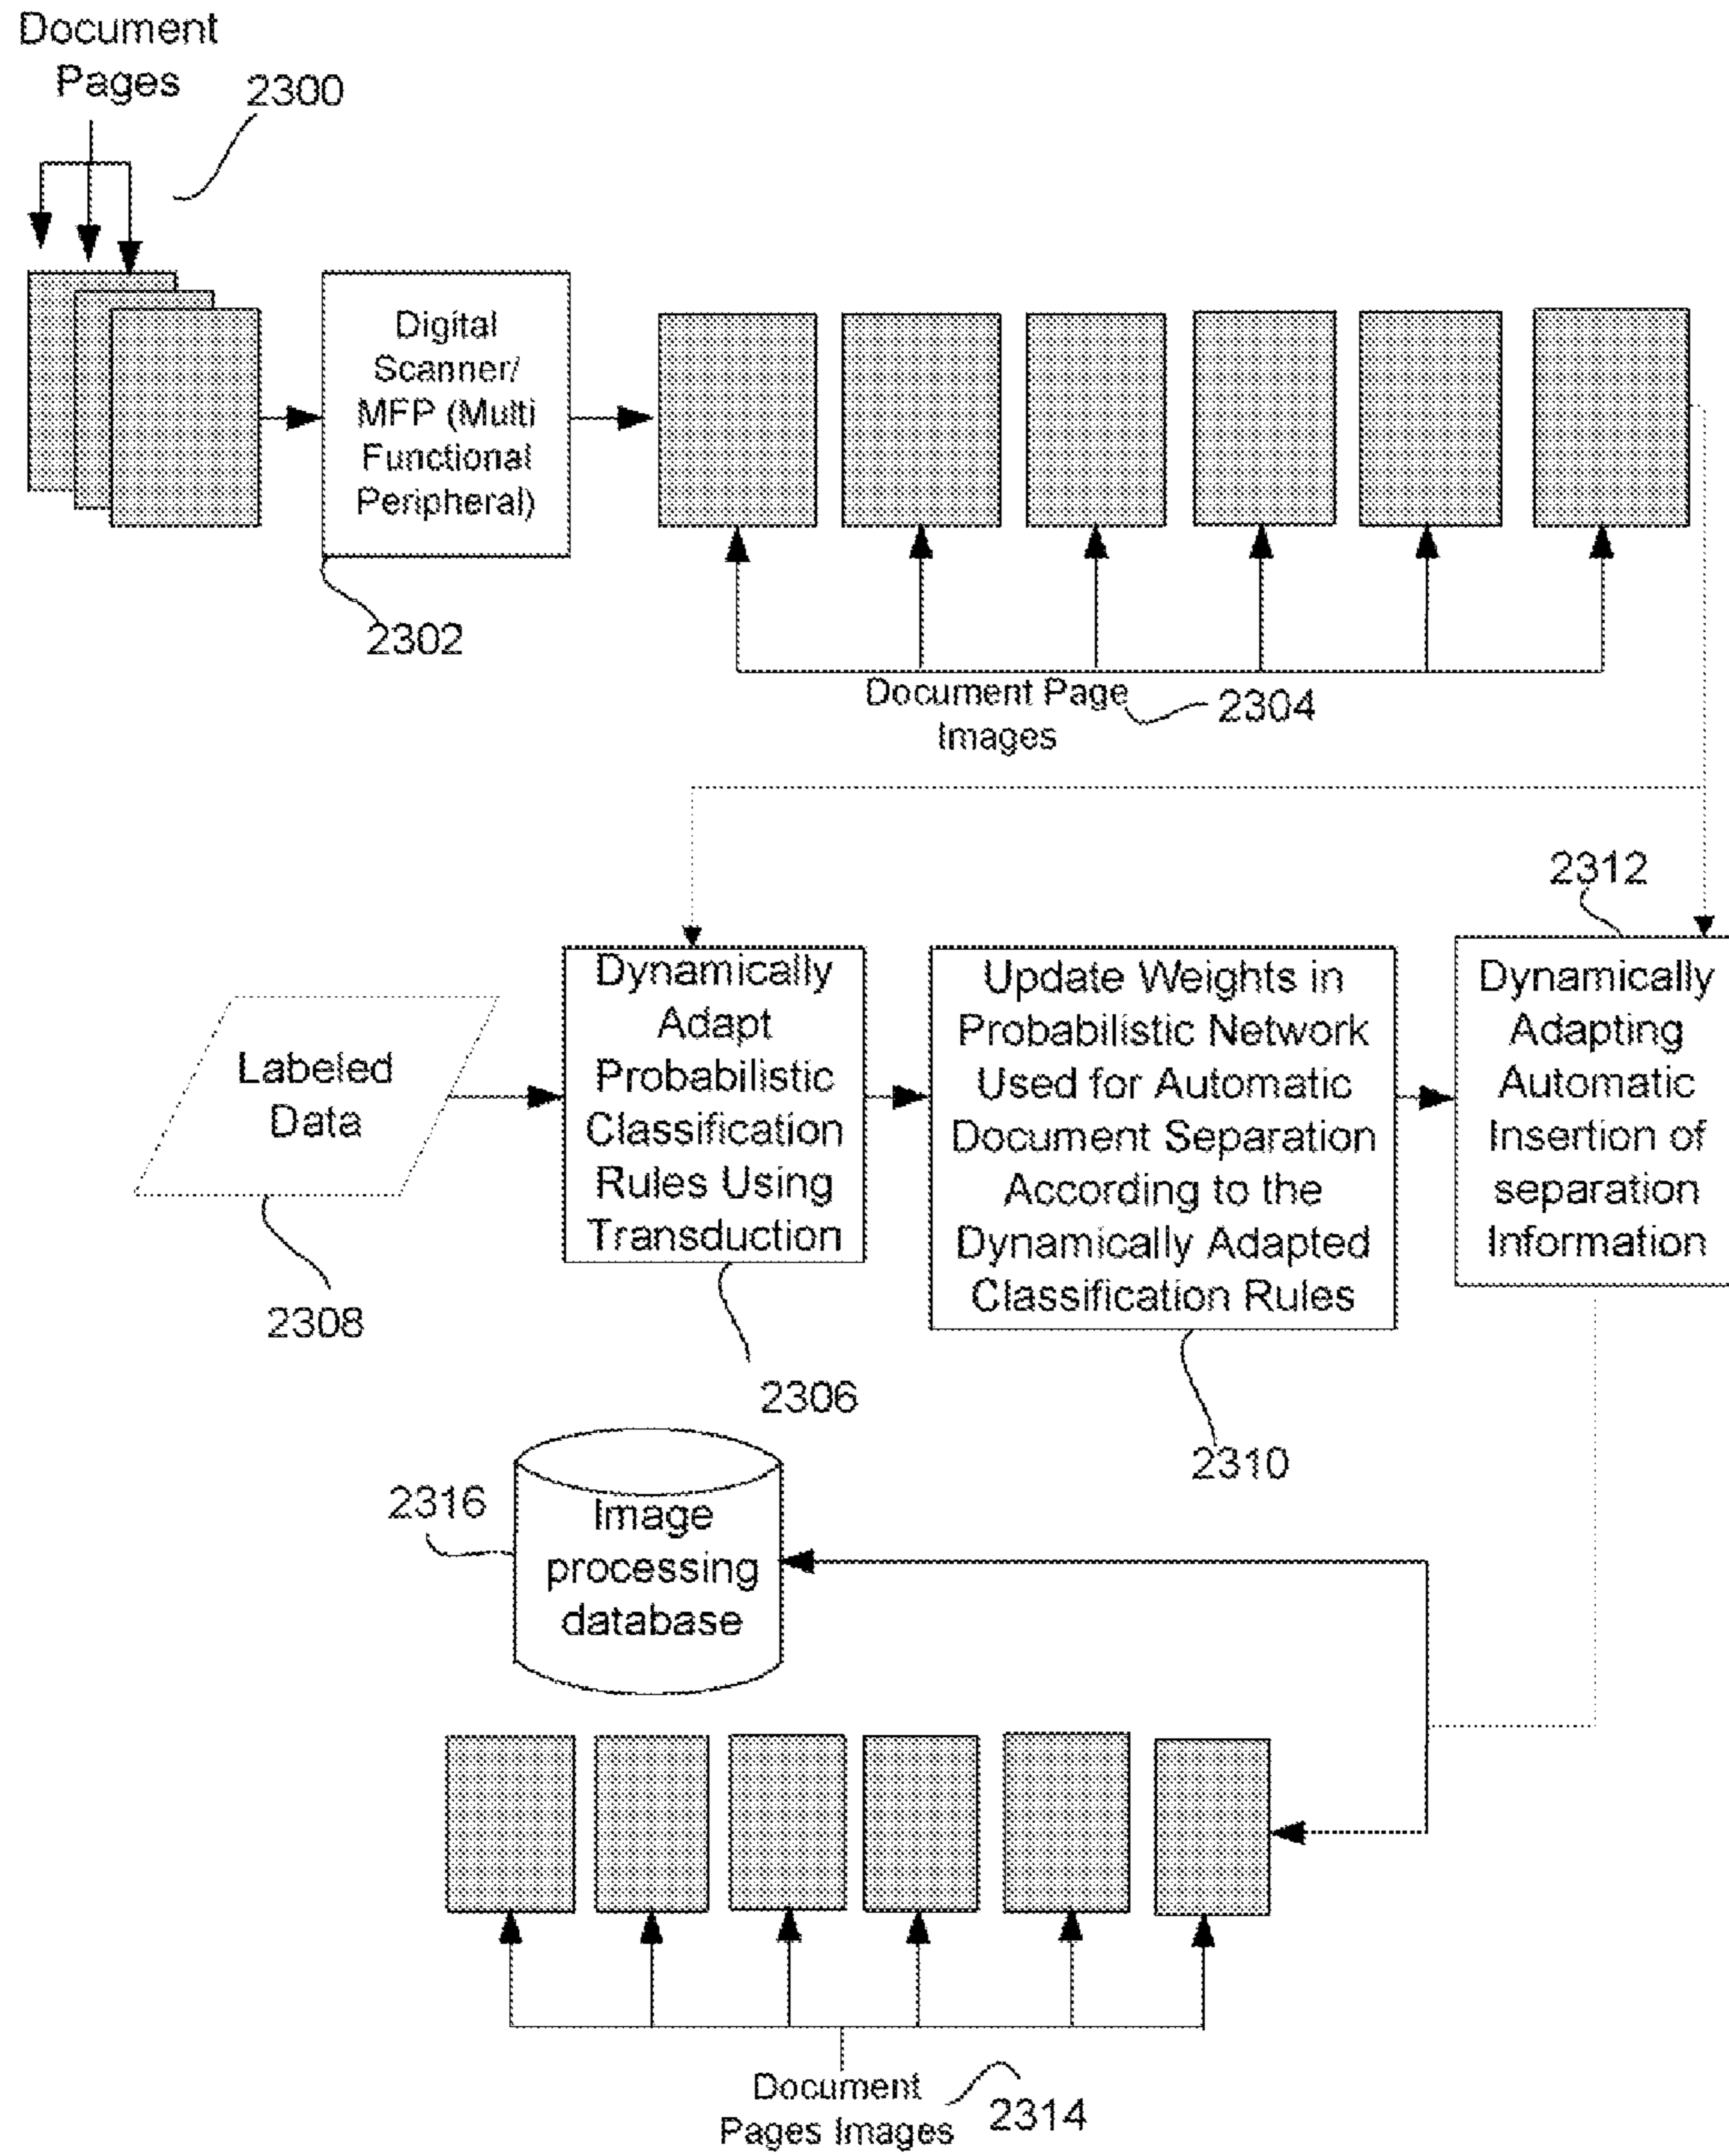 Document
Pages
2300
Digital
Scanner/
MFP (Multi
Functional
Peripheral)
2302
Document Page
Images
2304
2312
Labeled
Data
2308
Dynamically
Adapt
Probabilistic
Classification
Rules Using
Transduction
2306
Update Weights in
Probabilistic Network
Used for Automatic
Document Separation
According to the
Dynamically Adapted
Classification Rules
2310
Dynamically
Adapting
Automatic
Insertion of
separation
Information
2316
Image
processing
database
Document
Pages Images
2314